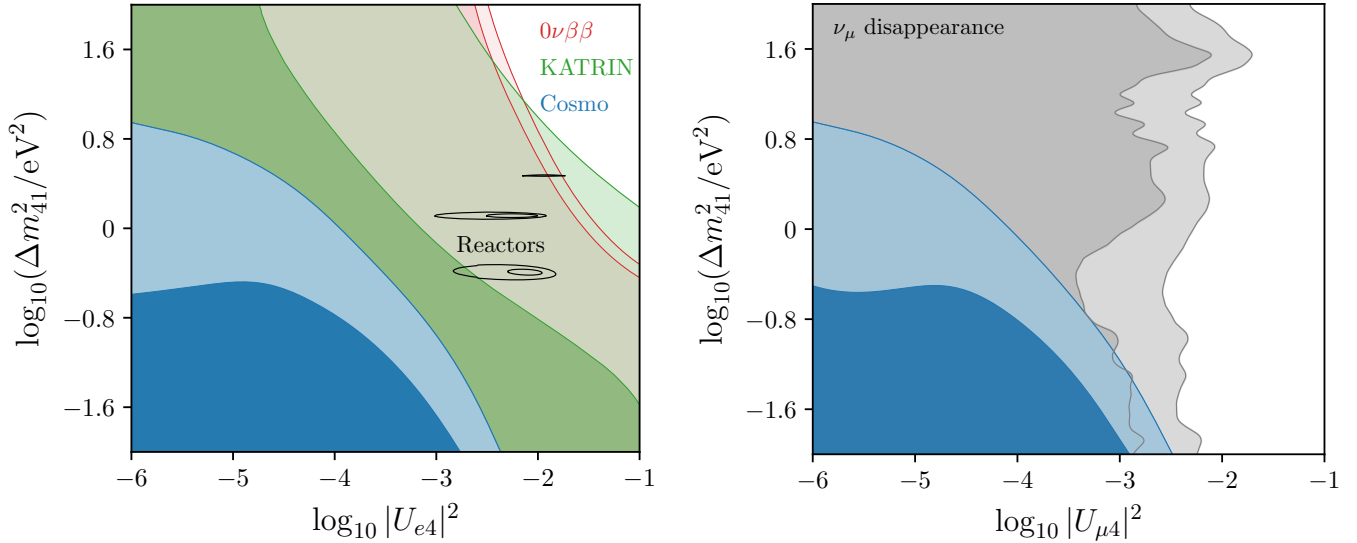 0νββ
KATRIN
Cosmo
Reactors
1.6
0.8
0
−0.8
−1.6
log₁₀(Δm²₄₁/eV²)
−6 −5 −4 −3 −2 −1
log₁₀ |Uₑ₄|²
ν_μ disappearance
1.6
0.8
0
−0.8
−1.6
log₁₀(Δm²₄₁/eV²)
−6 −5 −4 −3 −2 −1
log₁₀ |U_μ4|²